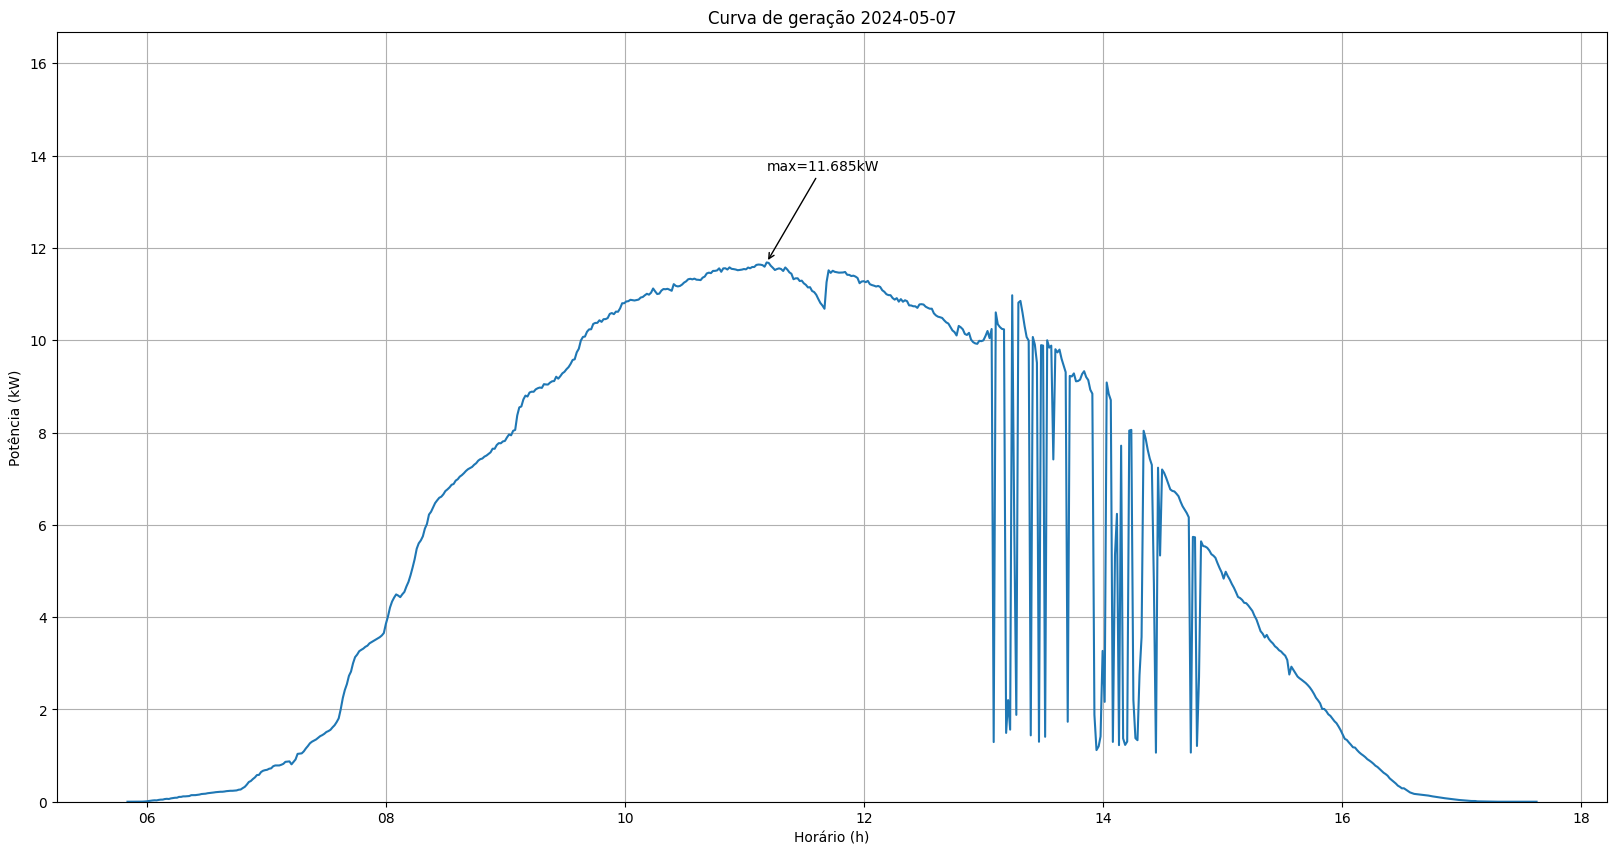 Curva de geração 2024-05-07
16
14
max=11.685kW
12
10
8
6
4
2
0
Potência (kW)
06 08 10 12 14 16 18
Horário (h)